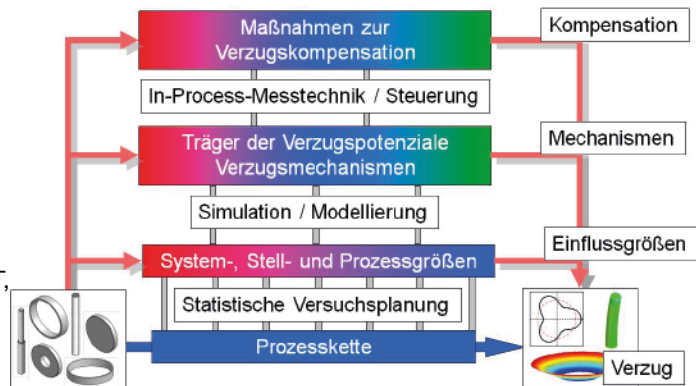 Maßnahmen zur
Verzugskompensation
Kompensation
In-Process-Messtechnik / Steuerung
Träger der Verzugspotenziale
Verzugsmechanismen
Mechanismen
Simulation / Modellierung
Einflussgrößen
System-, Stell- und Prozessgrößen
Statistische Versuchsplanung
Prozesskette
Verzug